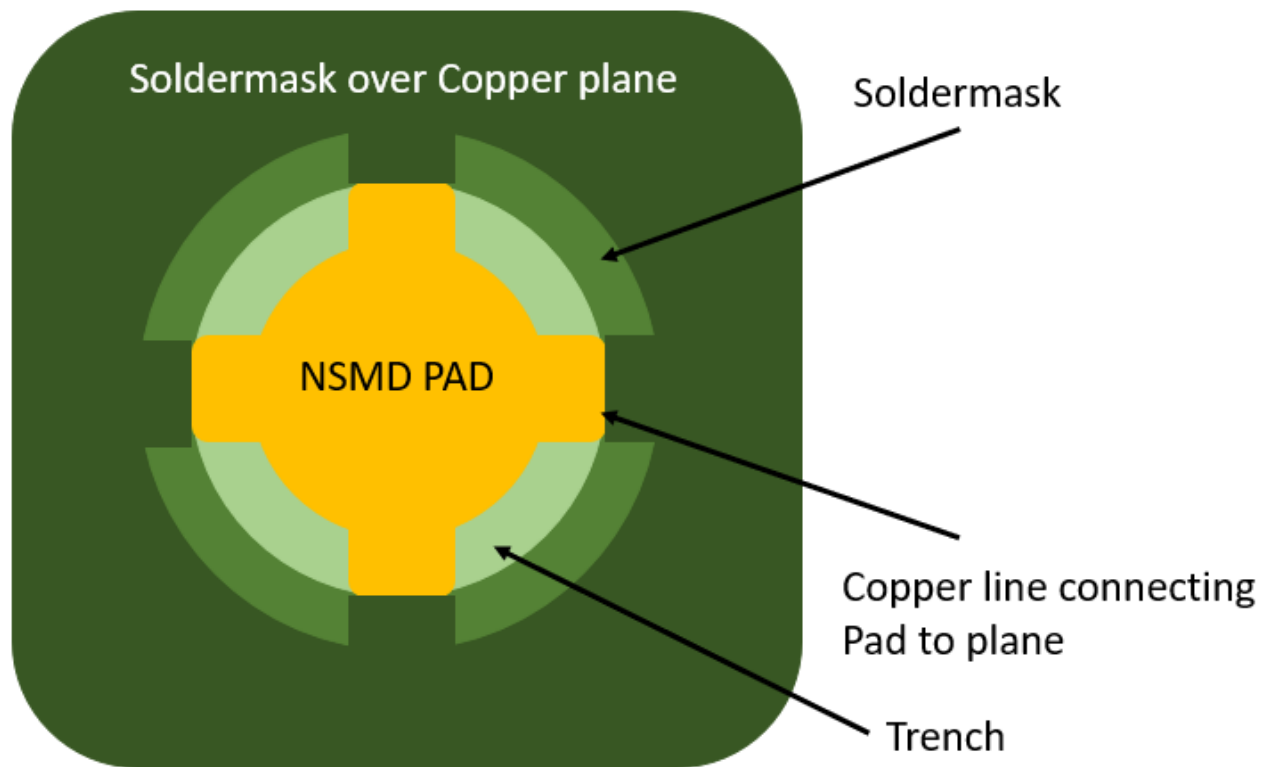 Soldermask over Copper plane
Soldermask
NSMD PAD
Copper line connecting
Pad to plane
Trench